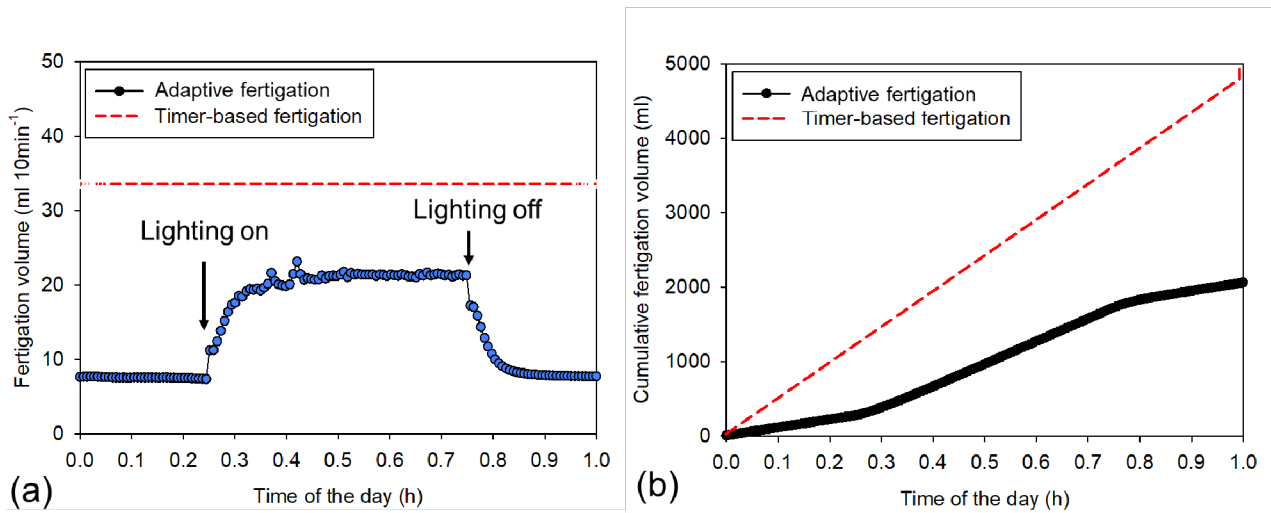 50
40
30
20
10
0
Fertigation volume (ml 10min⁻¹)
Adaptive fertigation
Timer-based fertigation
Lighting on
Lighting off
0.0 0.1 0.2 0.3 0.4 0.5 0.6 0.7 0.8 0.9 1.0
Time of the day (h)
(a)
5000
4000
3000
2000
1000
0
Cumulative fertigation volume (ml)
Adaptive fertigation
Timer-based fertigation
0.0 0.1 0.2 0.3 0.4 0.5 0.6 0.7 0.8 0.9 1.0
Time of the day (h)
(b)